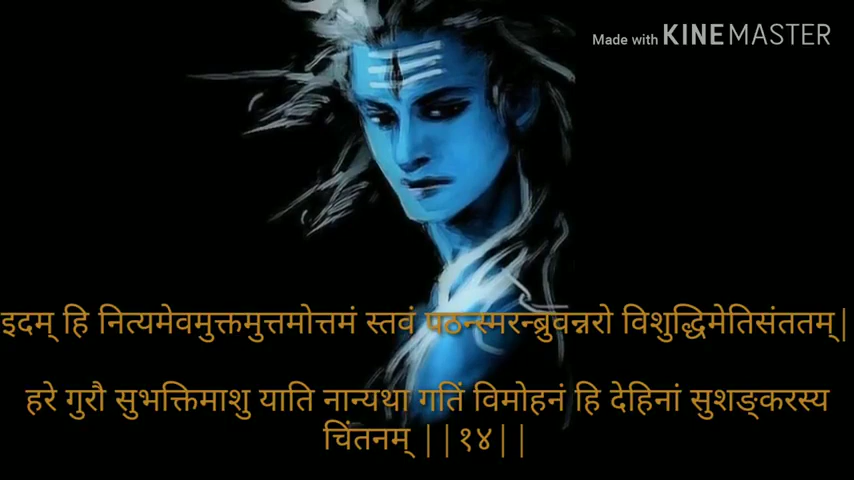 Made with KINEMASTER
इदम् हि नित्यमेवमुक्तमुत्तमोत्तमं स्तवं पठन्स्मरन्ब्रुवन्नरो विशुद्धिमेतिसंततम्|
हरे गुरौ सुभक्तिमाशु याति नान्यथा गतिं विमोहनं हि देहिनां सुशङ्करस्य
चिंतनम् ||१४||